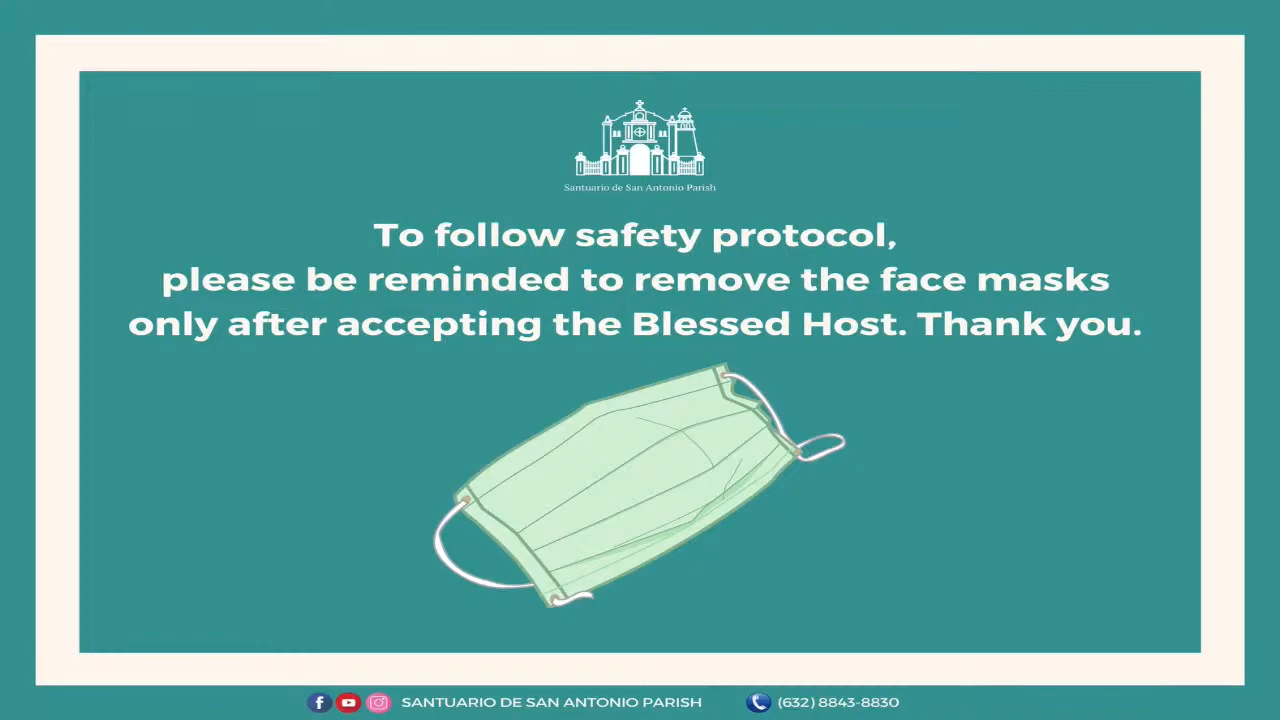 Santuario de San Antonio Parish
To follow safety protocol,
please be reminded to remove the face masks
only after accepting the Blessed Host. Thank you.
SANTUARIO DE SAN ANTONIO PARISH (632) 8843-8830